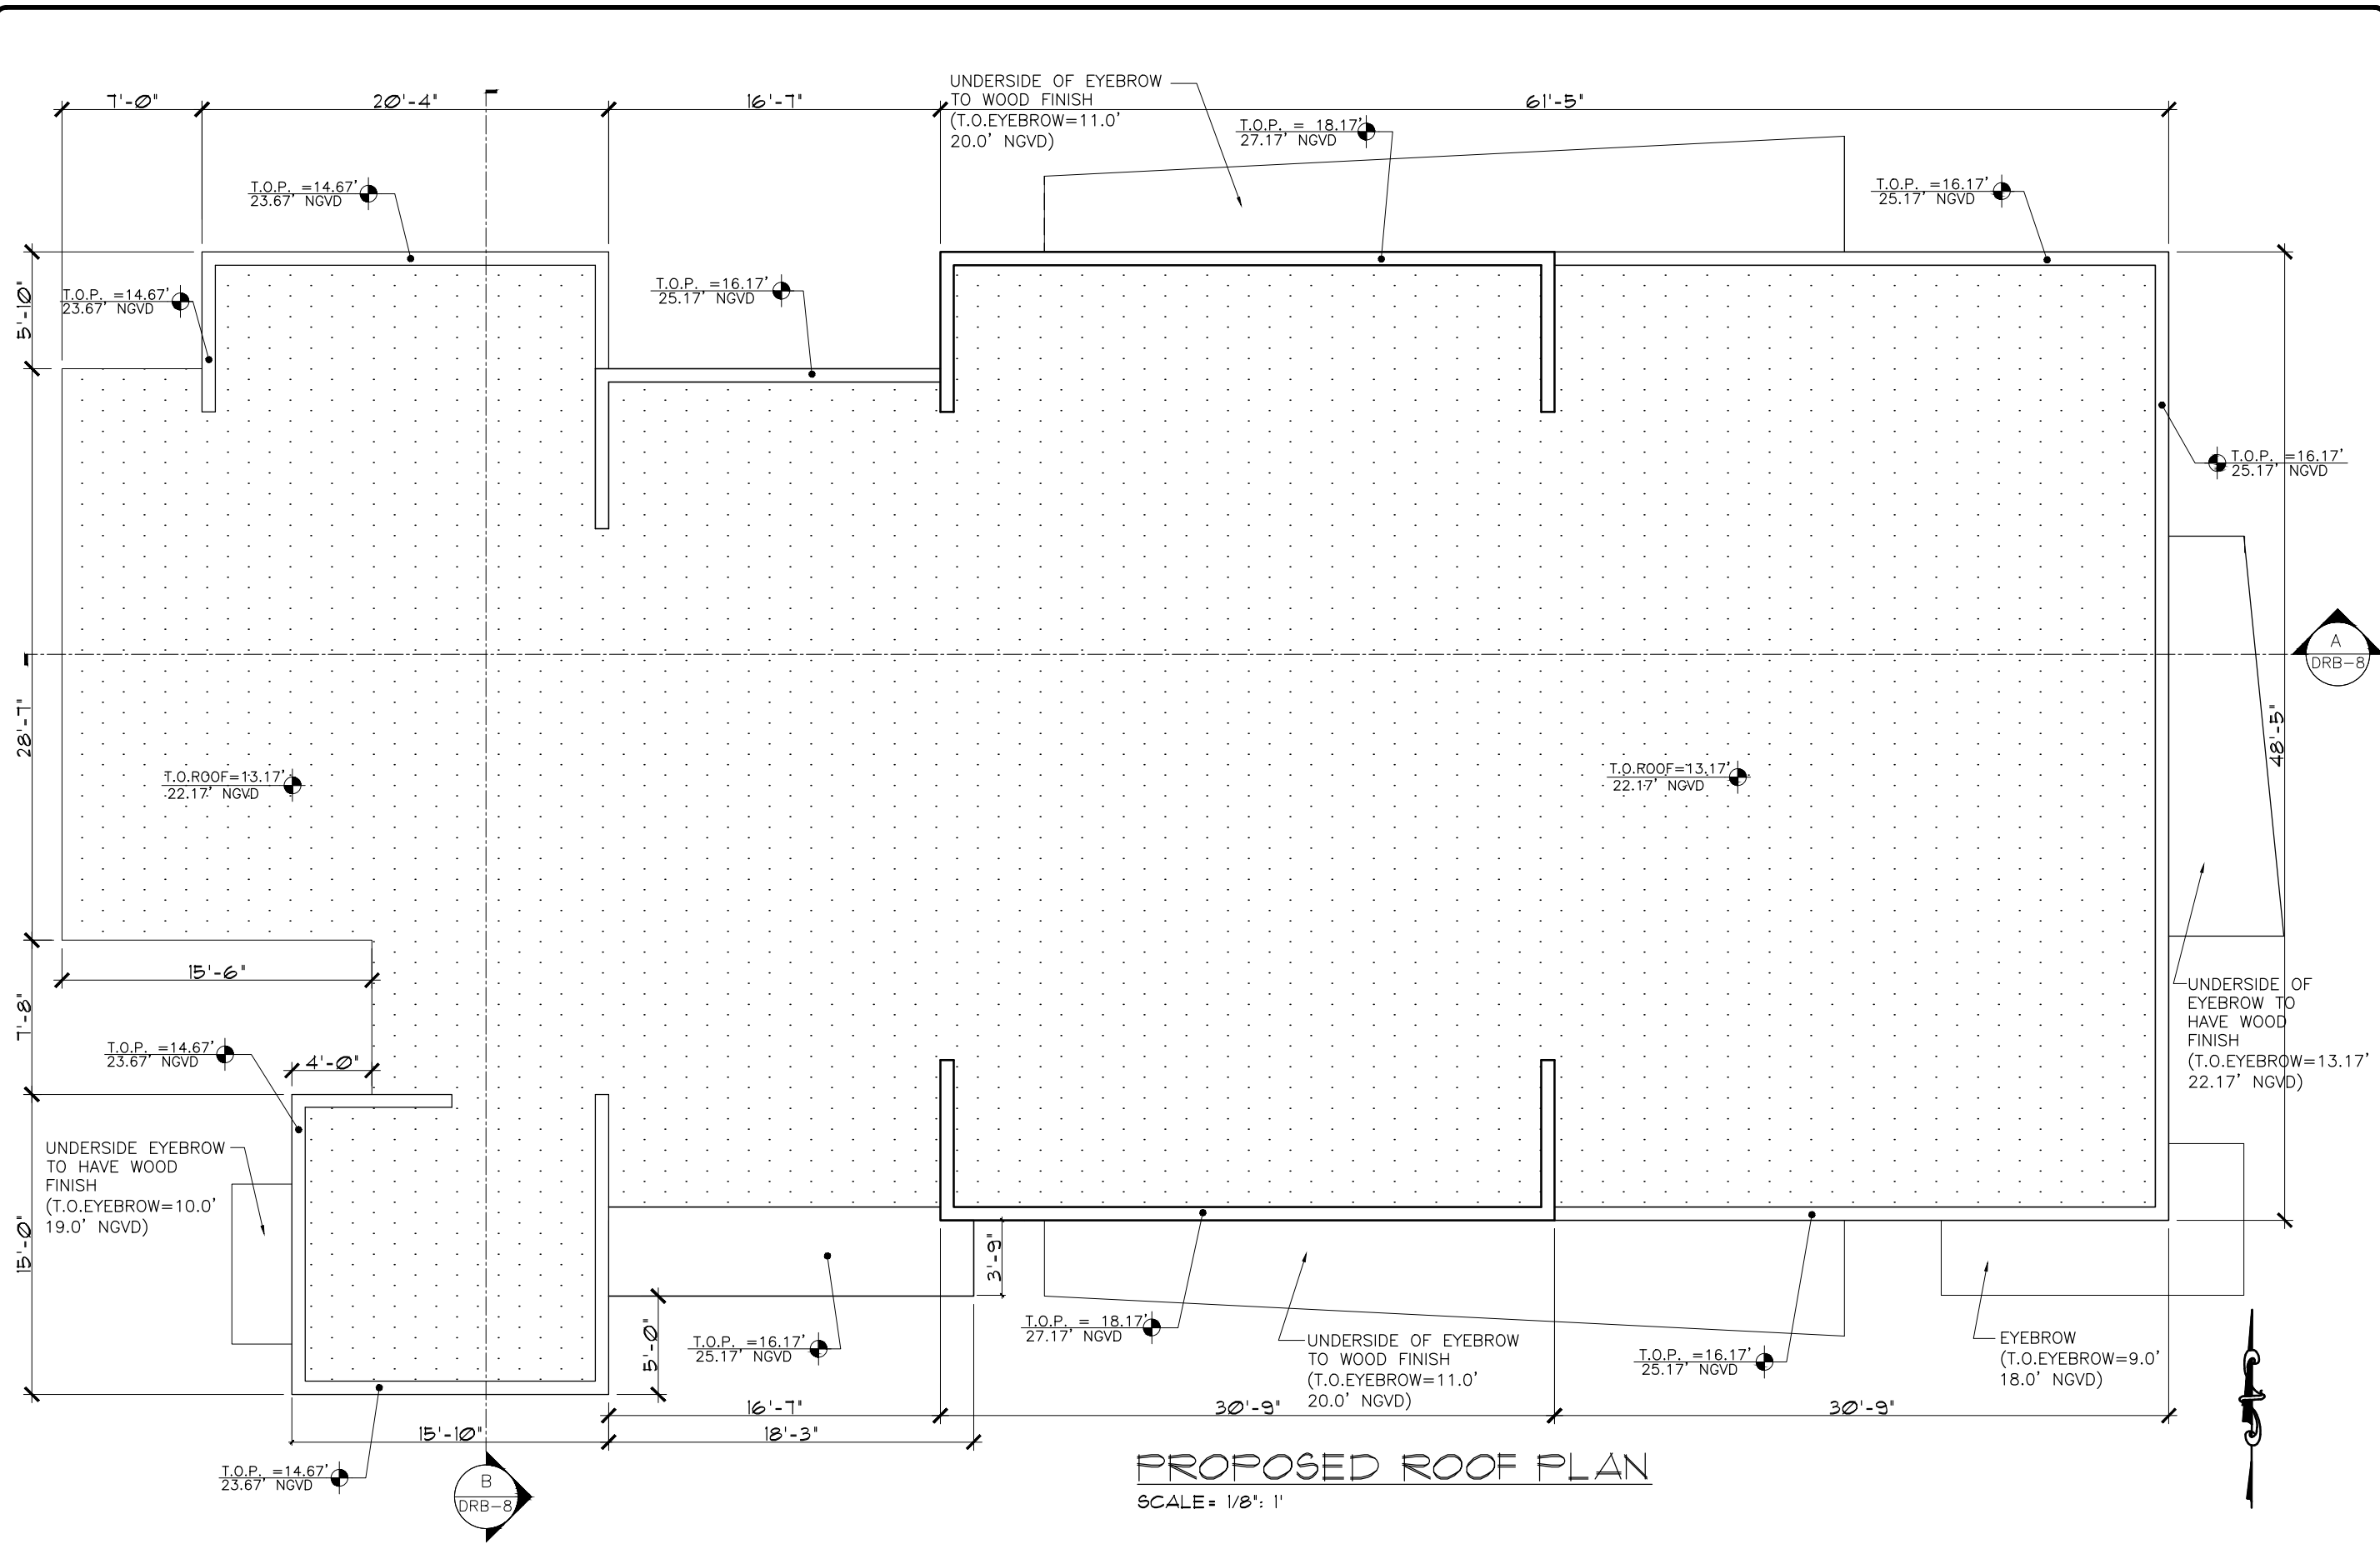 7'-0"
20'-4"
16'-7"
61'-5"
UNDERSIDE OF EYEBROW
TO WOOD FINISH
(T.O.EYEBROW=11.0'
20.0' NGVD)
T.O.P. = 18.17'
27.17' NGVD
T.O.P. =14.67'
23.67' NGVD
T.O.P. =16.17'
25.17' NGVD
5'-10"
T.O.P. =14.67'
23.67' NGVD
T.O.P. =16.17'
25.17' NGVD
T.O.P. =16.17'
25.17' NGVD
A
DRB-8
28'-7"
48'-5"
T.O.ROOF=13.17'
22.17' NGVD
T.O.ROOF=13.17'
22.17' NGVD
15'-6"
7'-8"
UNDERSIDE OF
EYEBROW TO
HAVE WOOD
FINISH
(T.O.EYEBROW=13.17'
22.17' NGVD)
T.O.P. =14.67'
23.67' NGVD
4'-0"
UNDERSIDE EYEBROW
TO HAVE WOOD
FINISH
(T.O.EYEBROW=10.0'
19.0' NGVD)
15'-0"
3'-9"
5'-0"
T.O.P. =16.17'
25.17' NGVD
T.O.P. = 18.17'
27.17' NGVD
UNDERSIDE OF EYEBROW
TO WOOD FINISH
(T.O.EYEBROW=11.0'
20.0' NGVD)
T.O.P. =16.17'
25.17' NGVD
EYEBROW
(T.O.EYEBROW=9.0'
18.0' NGVD)
16'-7"
30'-9"
30'-9"
15'-10"
18'-3"
T.O.P. =14.67'
23.67' NGVD
B
DRB-8
PROPOSED ROOF PLAN
SCALE= 1/8": 1'